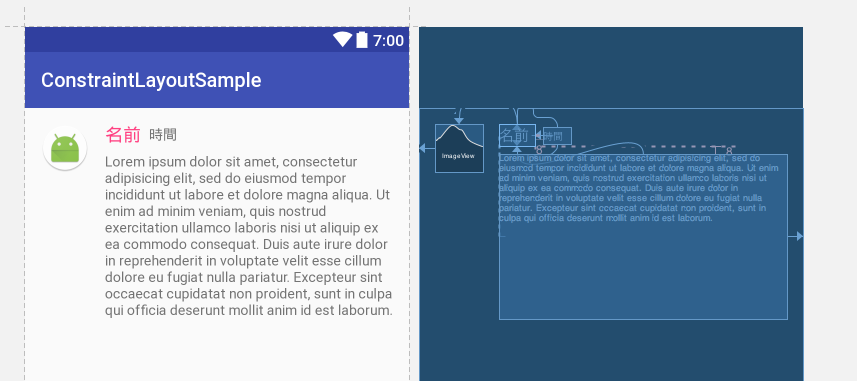 7:00
ConstraintLayoutSample
名前 時間
Lorem ipsum dolor sit amet, consectetur
adipisicing elit, sed do eiusmod tempor
incididunt ut labore et dolore magna aliqua. Ut
enim ad minim veniam, quis nostrud
exercitation ullamco laboris nisi ut aliquip ex
ea commodo consequat. Duis aute irure dolor
in reprehenderit in voluptate velit esse cillum
dolore eu fugiat nulla pariatur. Excepteur sint
occaecat cupidatat non proident, sunt in culpa
qui officia deserunt mollit anim id est laborum.
名前 時間
8 8
ImageView
Lorem ipsum dolor sit amet, consectetur adipisicing elit, sed do
eiusmod tempor incididunt ut labore et dolore magna aliqua. Ut enim
ad minim veniam, quis nostrud exercitation ullamco laboris nisi ut
aliquip ex ea commodo consequat. Duis aute irure dolor in
reprehenderit in voluptate velit esse cillum dolore eu fugiat nulla
pariatur. Excepteur sint occaecat cupidatat non proident, sunt in
culpa qui officia deserunt mollit anim id est laborum.